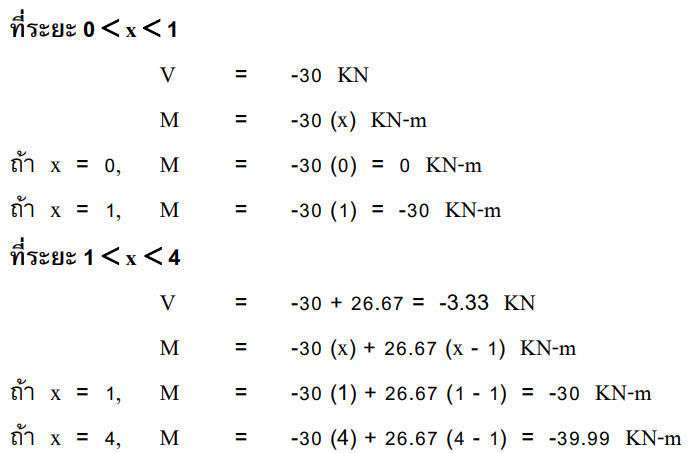 ที่ระยะ 0 < x < 1
V = -30 KN
M = -30 (x) KN-m
ถ้า x = 0, M = -30 (0) = 0 KN-m
ถ้า x = 1, M = -30 (1) = -30 KN-m
ที่ระยะ 1 < x < 4
V = -30 + 26.67 = -3.33 KN
M = -30 (x) + 26.67 (x - 1) KN-m
ถ้า x = 1, M = -30 (1) + 26.67 (1 - 1) = -30 KN-m
ถ้า x = 4, M = -30 (4) + 26.67 (4 - 1) = -39.99 KN-m